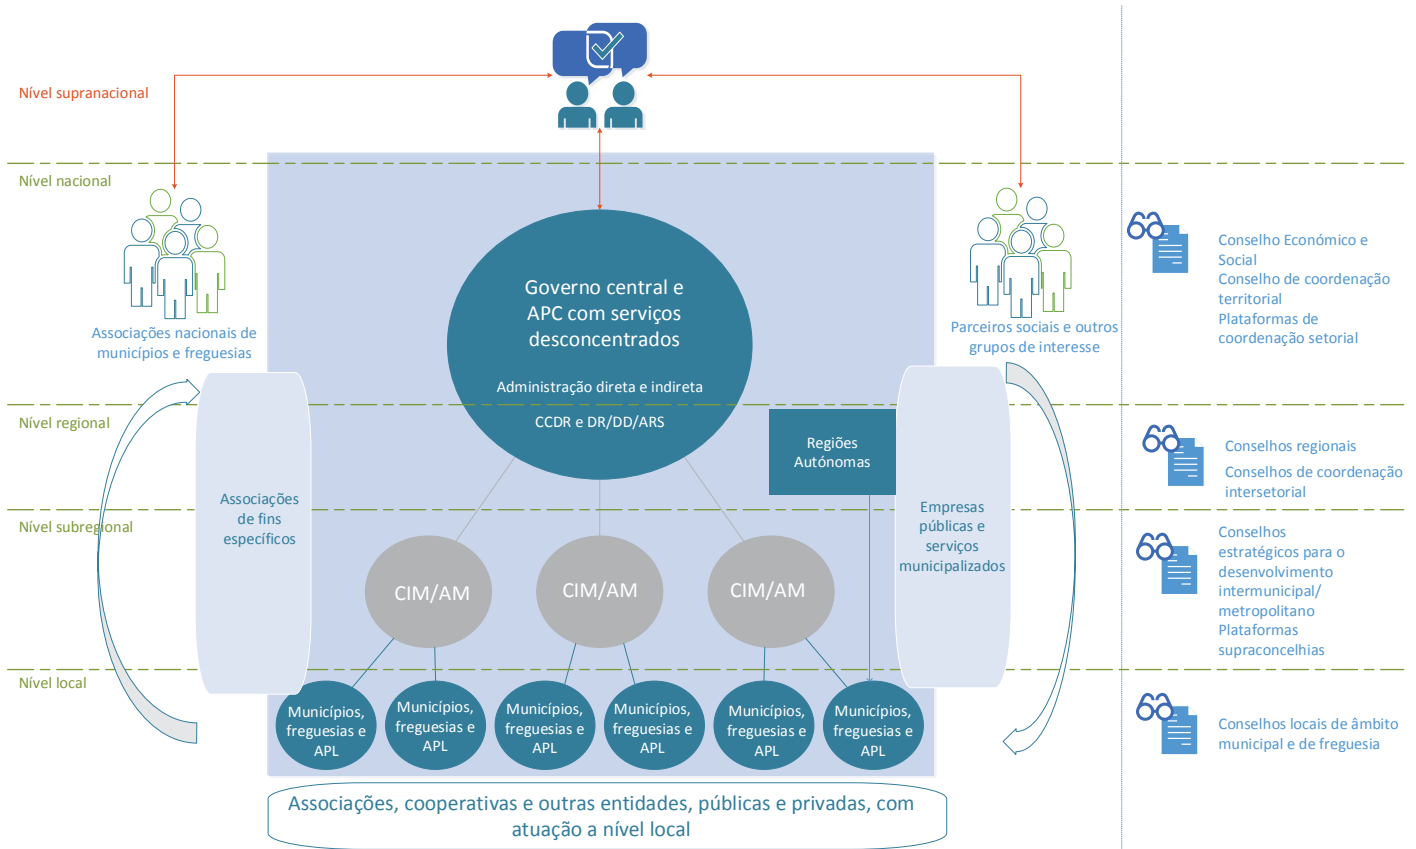 Nível supranacional
Nível nacional
Associações nacionais de
municípios e freguesias
Governo central e
APC com serviços
desconcentrados
Administração direta e indireta
CCDR e DR/DD/ARS
Parceiros sociais e outros
grupos de interesse
Conselho Económico e
Social
Conselho de coordenação
territorial
Plataformas de
coordenação setorial
Nível regional
Regiões
Autónomas
Conselhos regionais
Conselhos de coordenação
intersetorial
Associações
de fins
específicos
Empresas
públicas e
serviços
municipalizados
Nível subregional
CIM/AM
CIM/AM
CIM/AM
Conselhos
estratégicos para o
desenvolvimento
intermunicipal/
metropolitano
Plataformas
supraconcelhias
Nível local
Municípios,
freguesias e
APL
Municípios,
freguesias e
APL
Municípios,
freguesias e
APL
Municípios,
freguesias e
APL
Municípios,
freguesias e
APL
Municípios,
freguesias e
APL
Conselhos locais de âmbito
municipal e de freguesia
Associações, cooperativas e outras entidades, públicas e privadas, com
atuação a nível local